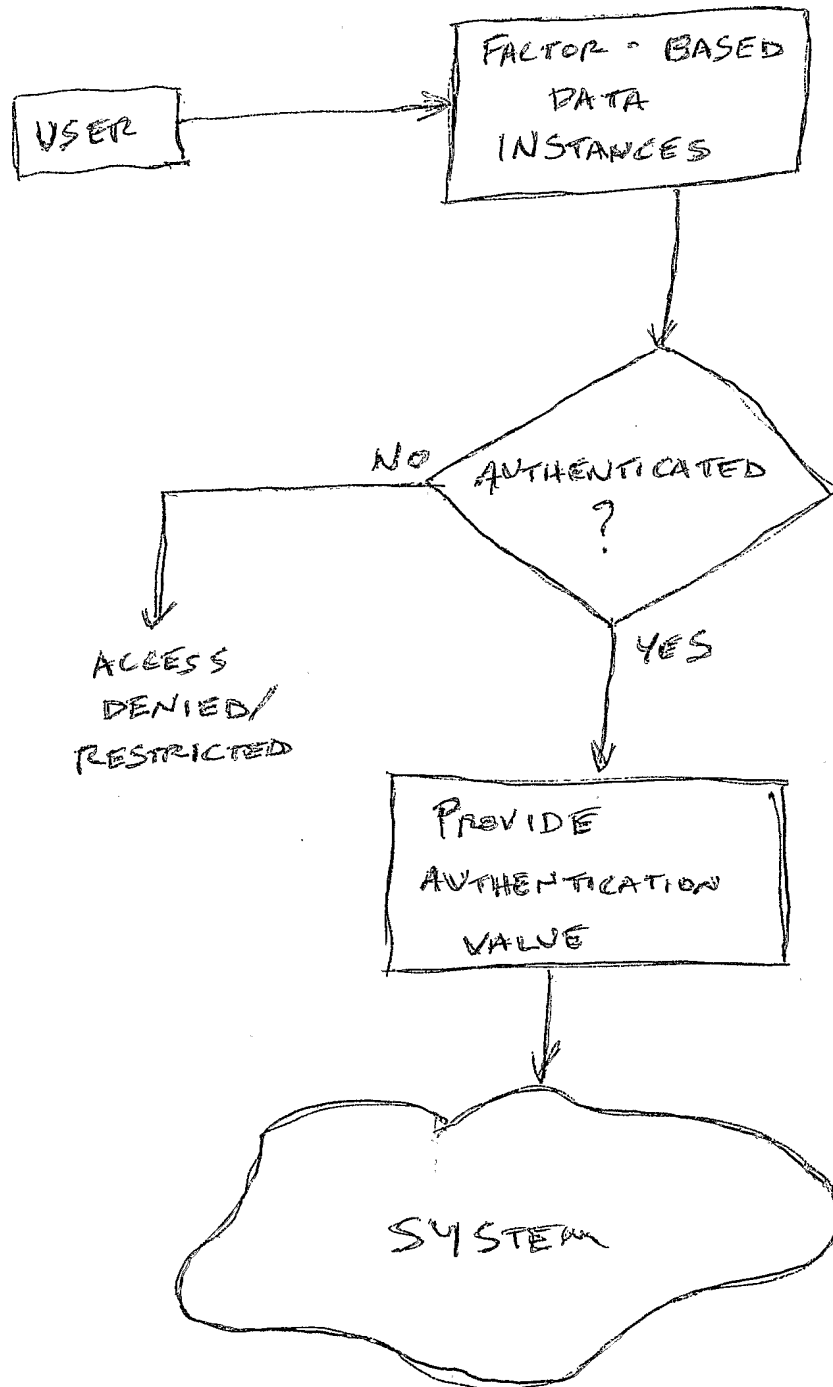 USER
FACTOR - BASED
DATA
INSTANCES
NO
AUTHENTICATED
?
YES
ACCESS
DENIED/
RESTRICTED
PROVIDE
AUTHENTICATION
VALUE
SYSTEM